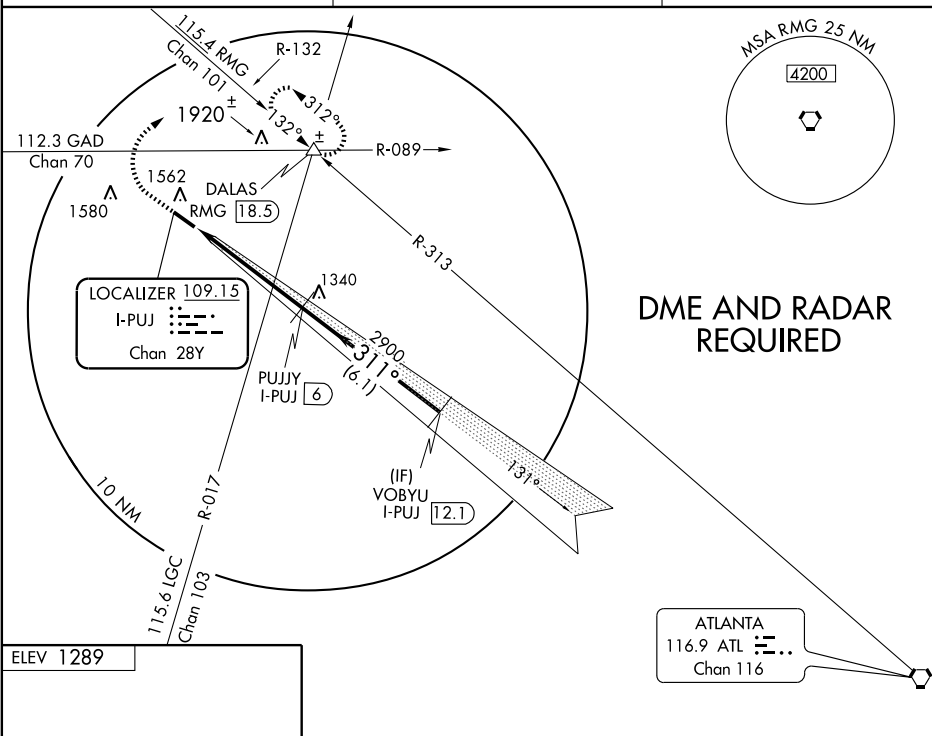 115.4 RMG
Chan 101
R-132
MSA RMG 25 NM
4200
1920 ±
312°
132°
±
112.3 GAD
Chan 70
R-089
1562
1580
DALAS
RMG 18.5
R-313
LOCALIZER 109.15
I-PUJ
Chan 28Y
1340
DME AND RADAR
REQUIRED
2900
311°
(6.1)
PUJJY
I-PUJ 6
131°
(IF)
VOBYU
I-PUJ 12.1
10 NM
R-017
115.6 LGC
Chan 103
ATLANTA
116.9 ATL
Chan 116
ELEV 1289